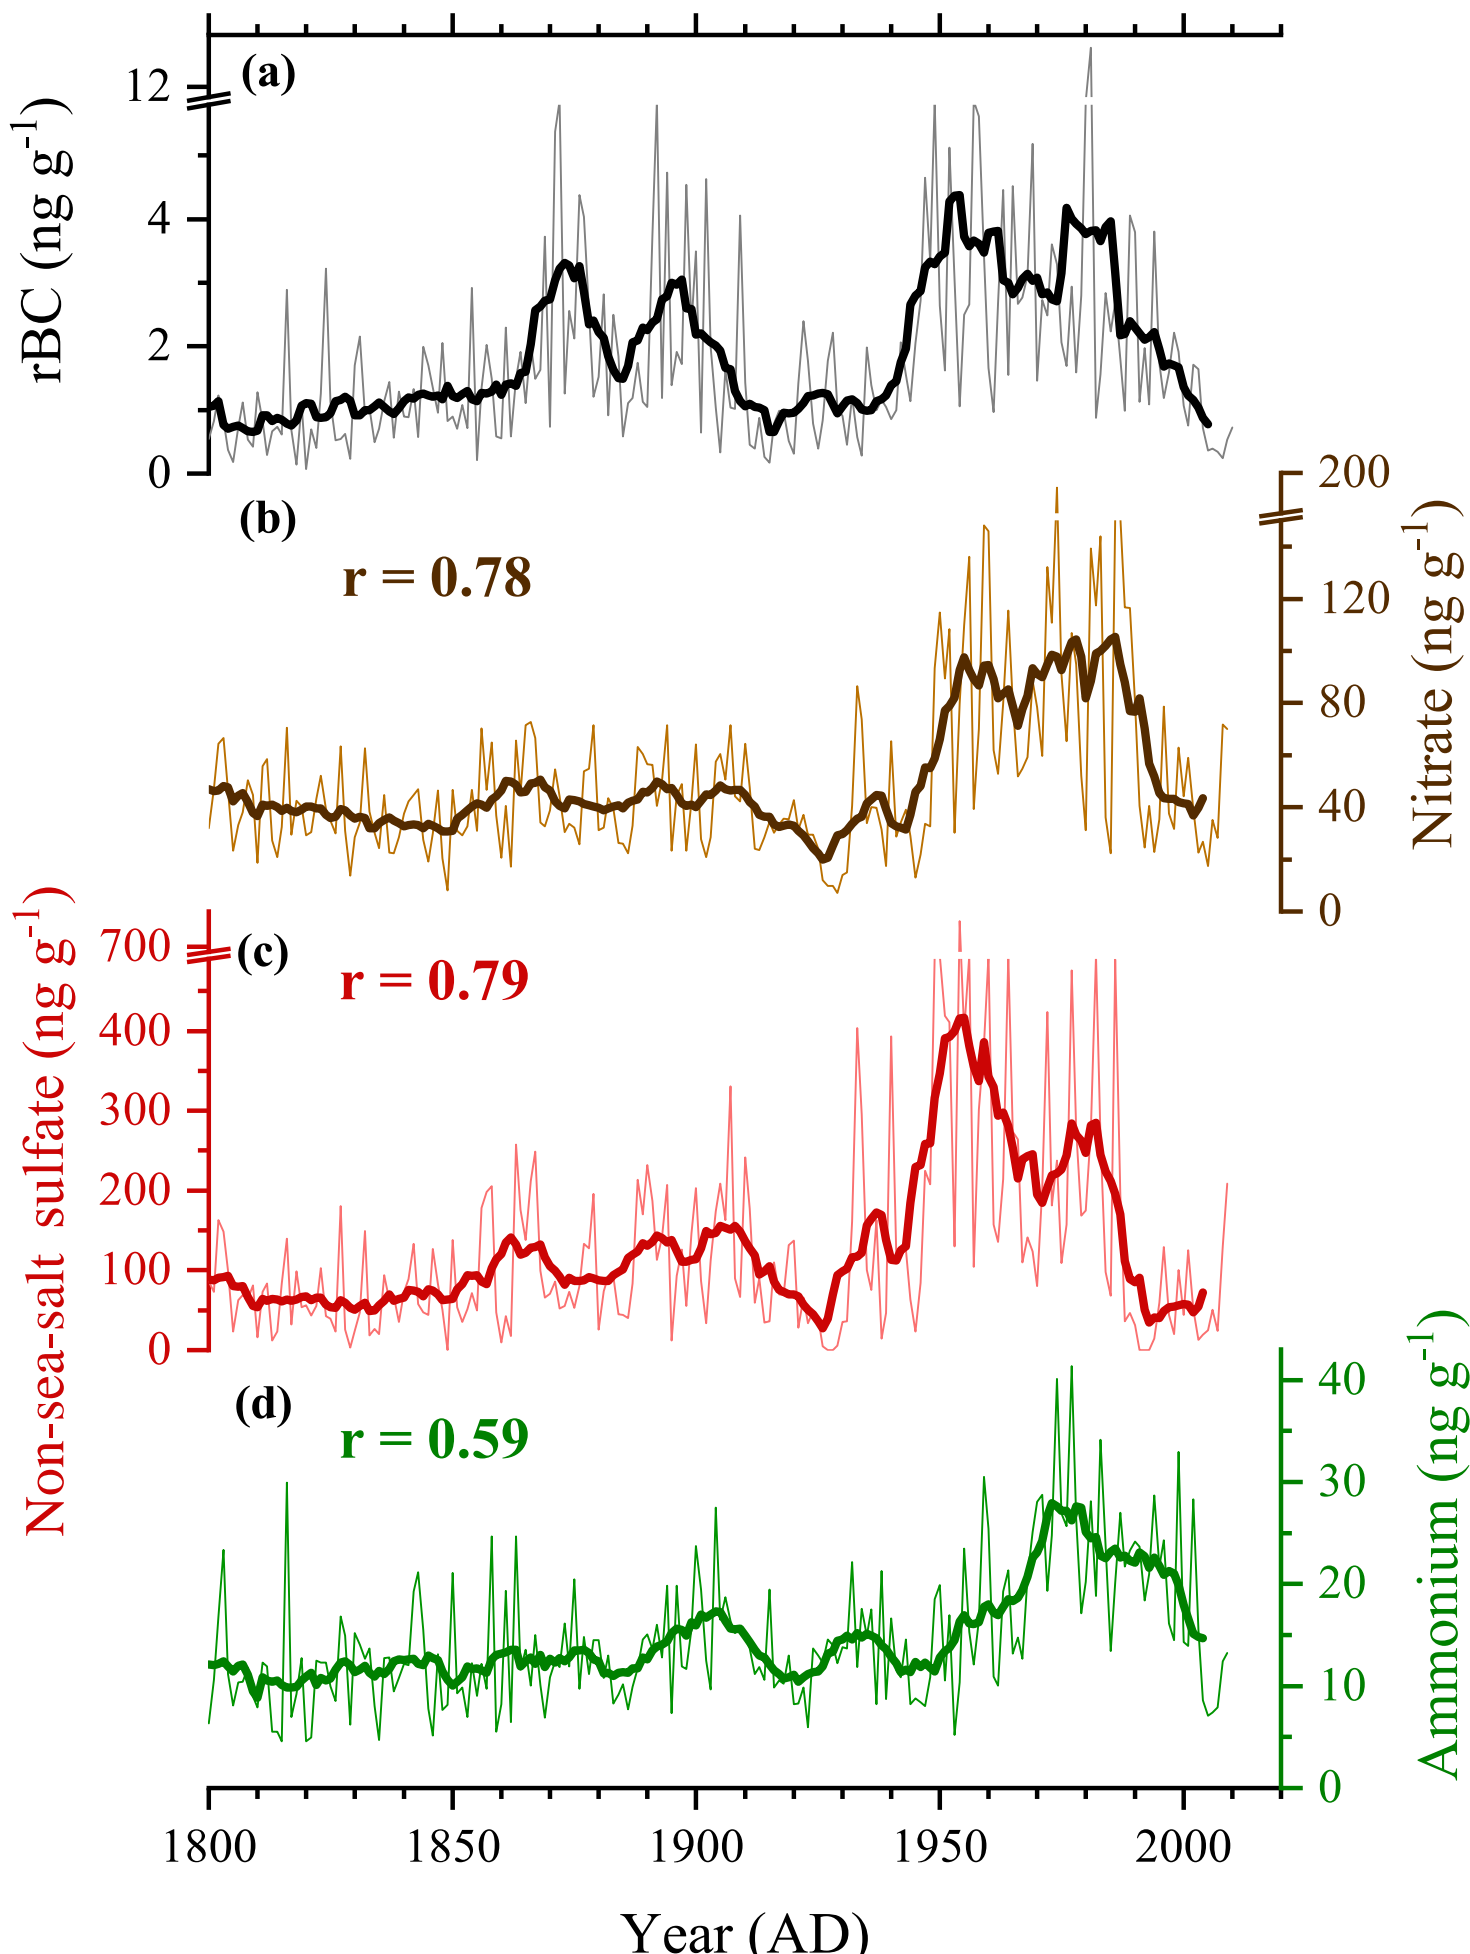 (a)
12
4
2
0
rBC (ng g⁻¹)
(b)
r = 0.78
200
120
80
40
0
Nitrate (ng g⁻¹)
(c)
r = 0.79
700
400
300
200
100
0
Non-sea-salt sulfate (ng g⁻¹)
(d)
r = 0.59
40
30
20
10
0
Ammonium (ng g⁻¹)
1800 1850 1900 1950 2000
Year (AD)